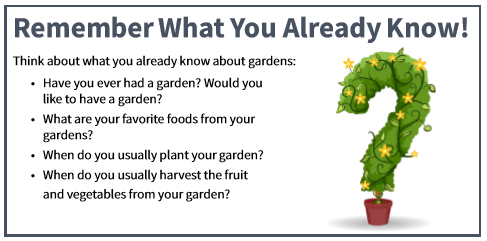 Remember What You Already Know!
Think about what you already know about gardens:
• Have you ever had a garden? Would you
like to have a garden?
• What are your favorite foods from your
gardens?
• When do you usually plant your garden?
• When do you usually harvest the fruit
and vegetables from your garden?